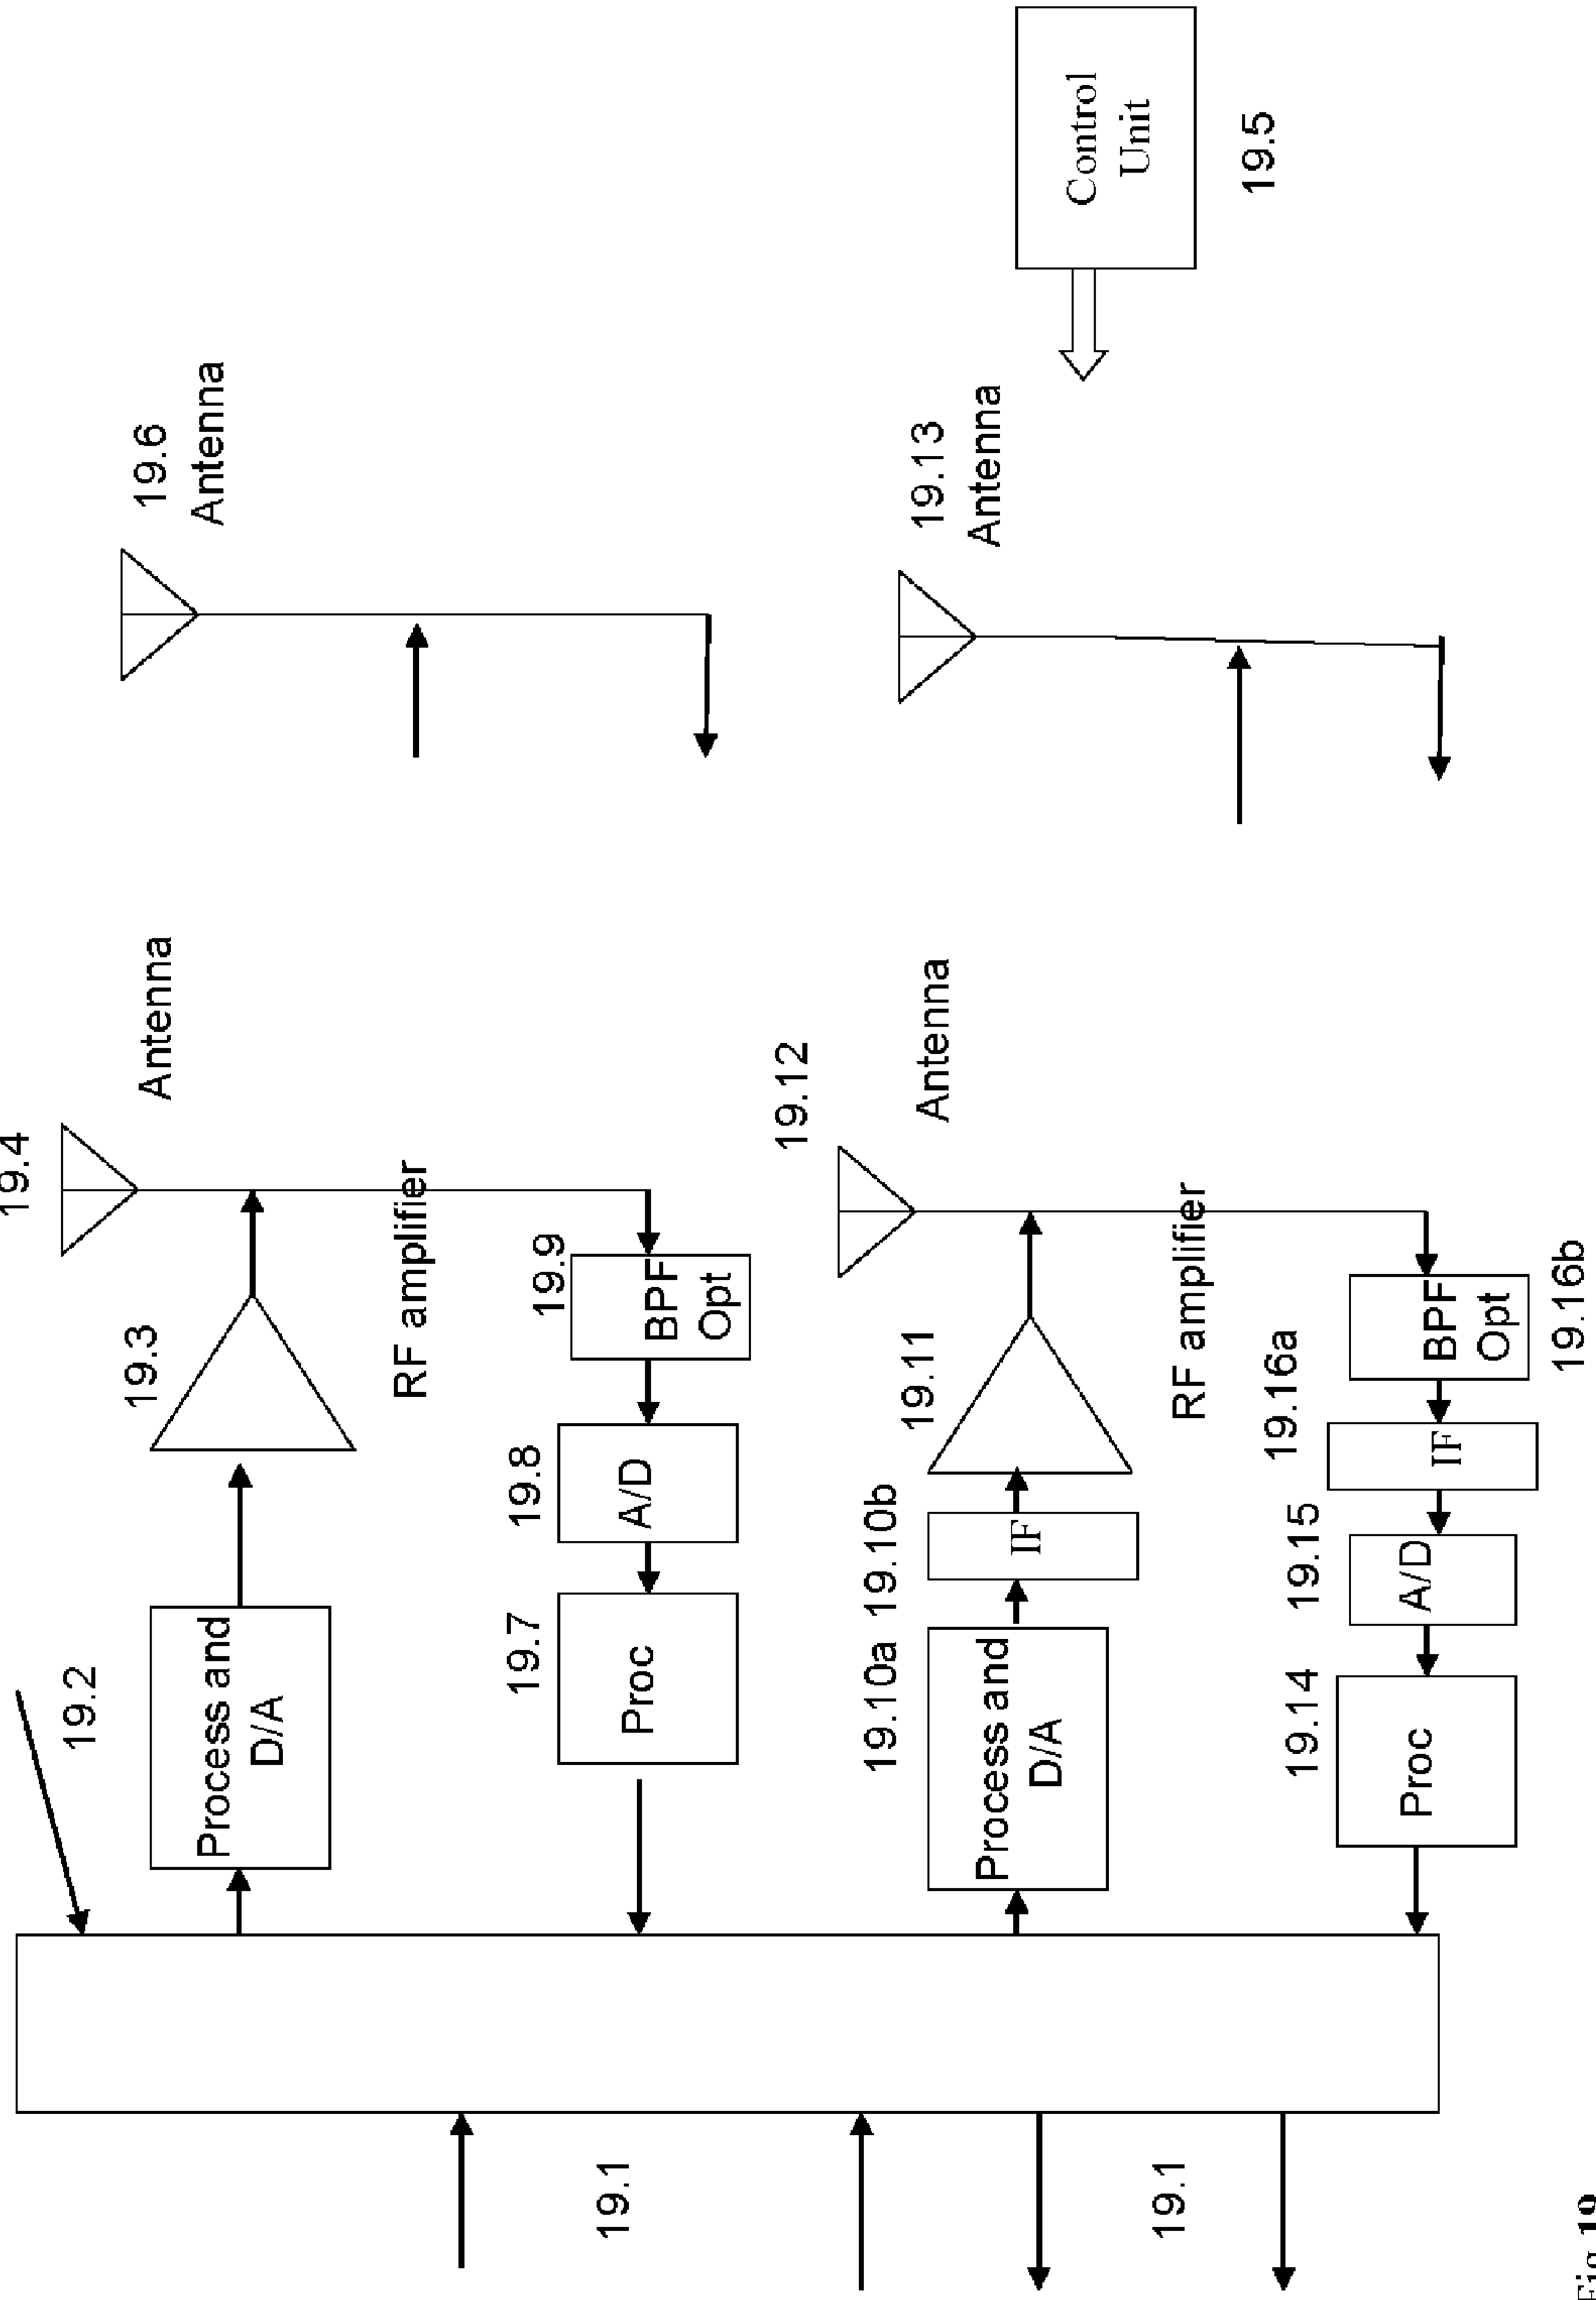 19.4
Antenna
19.6
Antenna
19.2
Process and
D/A
19.3
RF amplifier
19.7
Proc
19.8
A/D
19.9
BPF
Opt
19.1
19.12
Antenna
19.13
Antenna
19.10a 19.10b
Process and
D/A
IF
19.11
RF amplifier
Control
Unit
19.5
19.14
Proc
19.15
A/D
19.16a
IF
BPF
Opt
19.16b
19.1
Fig 19